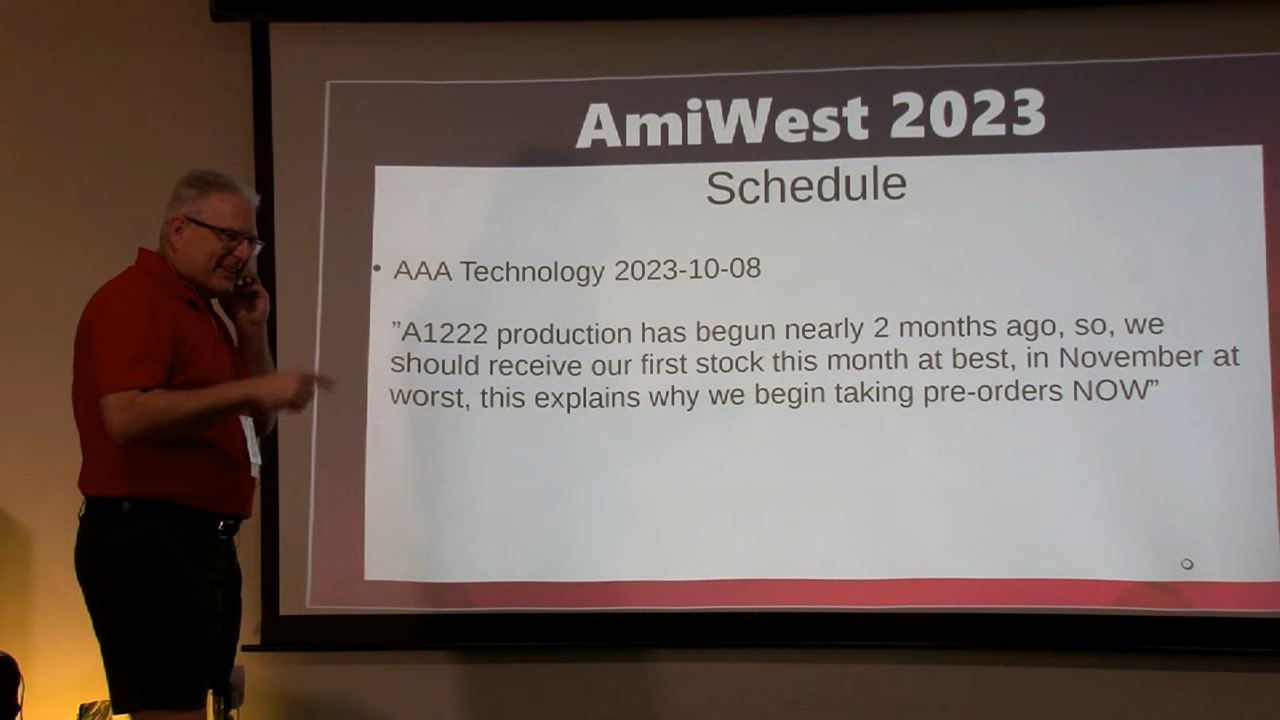 AmiWest 2023
Schedule
• AAA Technology 2023-10-08
”A1222 production has begun nearly 2 months ago, so, we
should receive our first stock this month at best, in November at
worst, this explains why we begin taking pre-orders NOW”